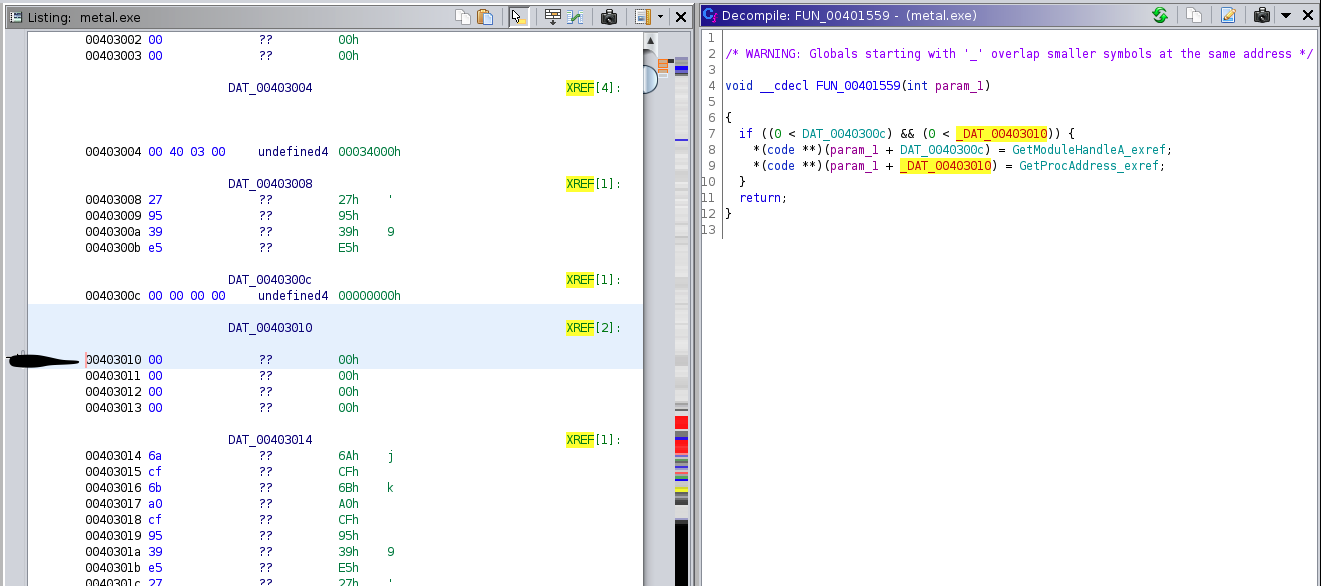 Listing: metal.exe
00403002 00 ?? 00h
00403003 00 ?? 00h
DAT_00403004 XREF[4]:
00403004 00 40 03 00 undefined4 00034000h
DAT_00403008 XREF[1]:
00403008 27 ?? 27h '
00403009 95 ?? 95h
0040300a 39 ?? 39h 9
0040300b e5 ?? E5h
DAT_0040300c XREF[1]:
0040300c 00 00 00 00 undefined4 00000000h
DAT_00403010 XREF[2]:
00403010 00 ?? 00h
00403011 00 ?? 00h
00403012 00 ?? 00h
00403013 00 ?? 00h
DAT_00403014 XREF[1]:
00403014 6a ?? 6Ah j
00403015 cf ?? CFh
00403016 6b ?? 6Bh k
00403017 a0 ?? A0h
00403018 cf ?? CFh
00403019 95 ?? 95h
0040301a 39 ?? 39h 9
0040301b e5 ?? E5h
0040301c 27 ?? 27h '
Decompile: FUN_00401559 - (metal.exe)
1
2 /* WARNING: Globals starting with '_' overlap smaller symbols at the same address */
3
4 void __cdecl FUN_00401559(int param_1)
5
6 {
7 if ((0 < DAT_0040300c) && (0 < _DAT_00403010)) {
8 *(code **)(param_1 + DAT_0040300c) = GetModuleHandleA_exref;
9 *(code **)(param_1 + _DAT_00403010) = GetProcAddress_exref;
10 }
11 return;
12 }
13